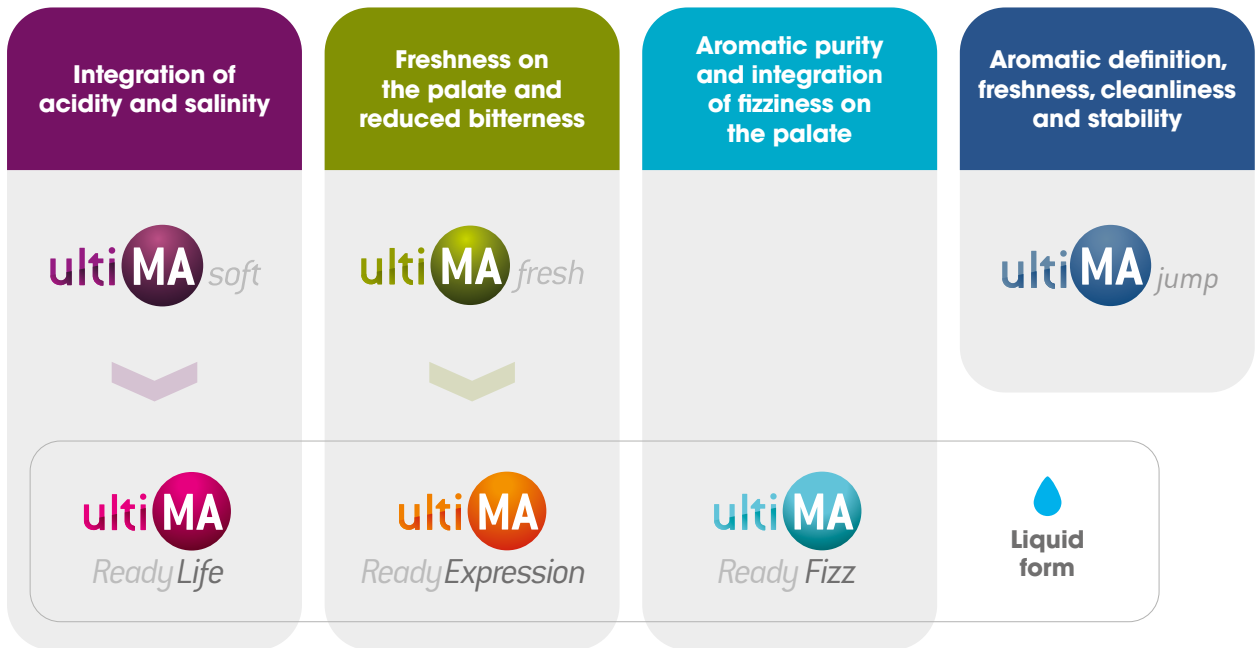 Integration of
acidity and salinity
Freshness on
the palate and
reduced bitterness
Aromatic purity
and integration
of fizziness on
the palate
Aromatic definition,
freshness, cleanliness
and stability
ultiMA soft
ultiMA fresh
ultiMA jump
ultiMA
Ready Life
ultiMA
Ready Expression
ultiMA
Ready Fizz
Liquid
form